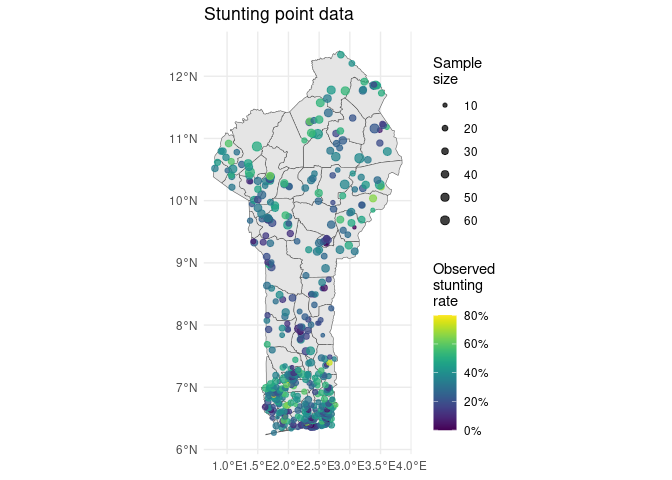 Stunting point data
12°N
11°N
10°N
9°N
8°N
7°N
6°N
1.0°E1.5°E2.0°E2.5°E3.0°E3.5°E4.0°E
Sample
size
10
20
30
40
50
60
Observed
stunting
rate
80%
60%
40%
20%
0%